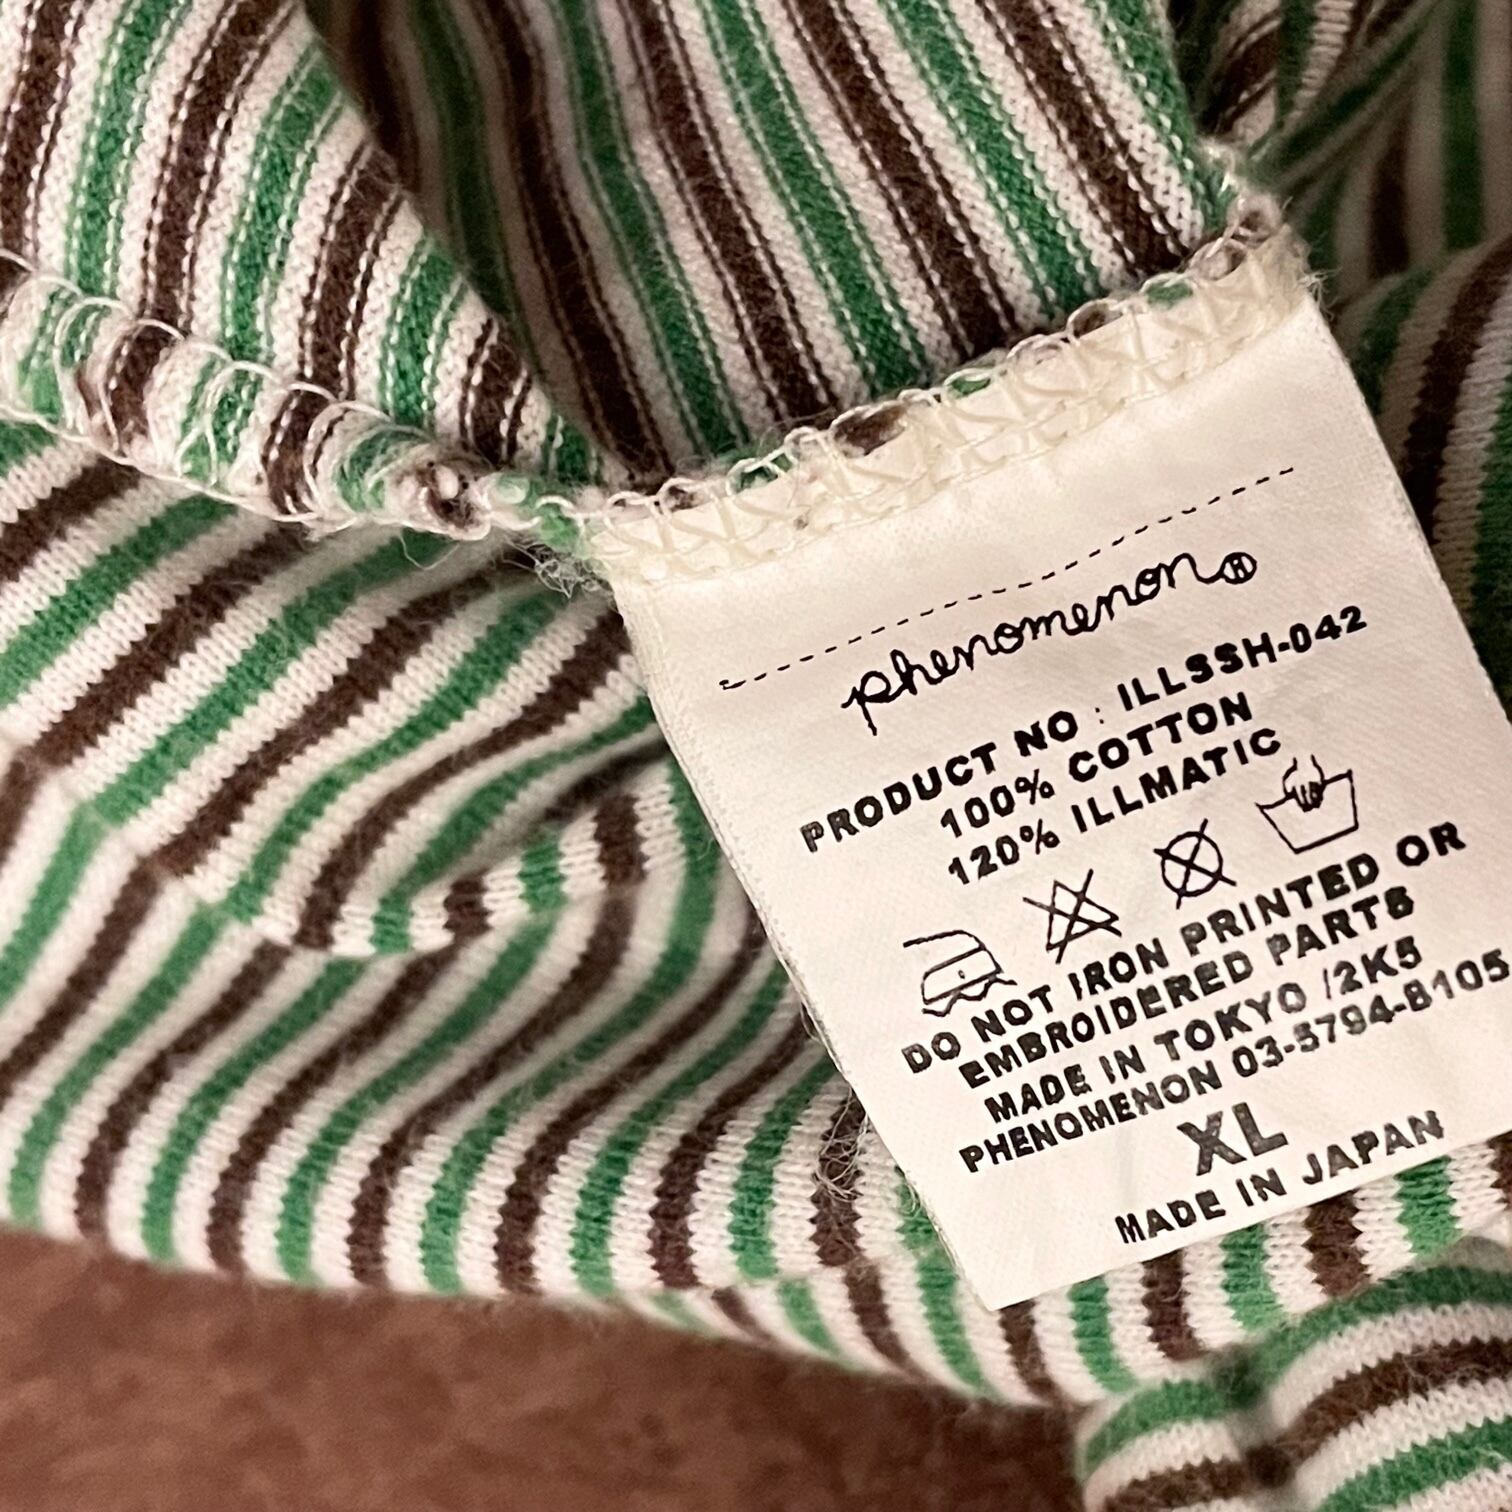 phenomenon®
PRODUCT NO : ILLSSH-042
100% COTTON
120% ILLMATIC
DO NOT IRON PRINTED OR
EMBROIDERED PARTS
MADE IN TOKYO /2K5
PHENOMENON 03-5794-8105
XL
MADE IN JAPAN